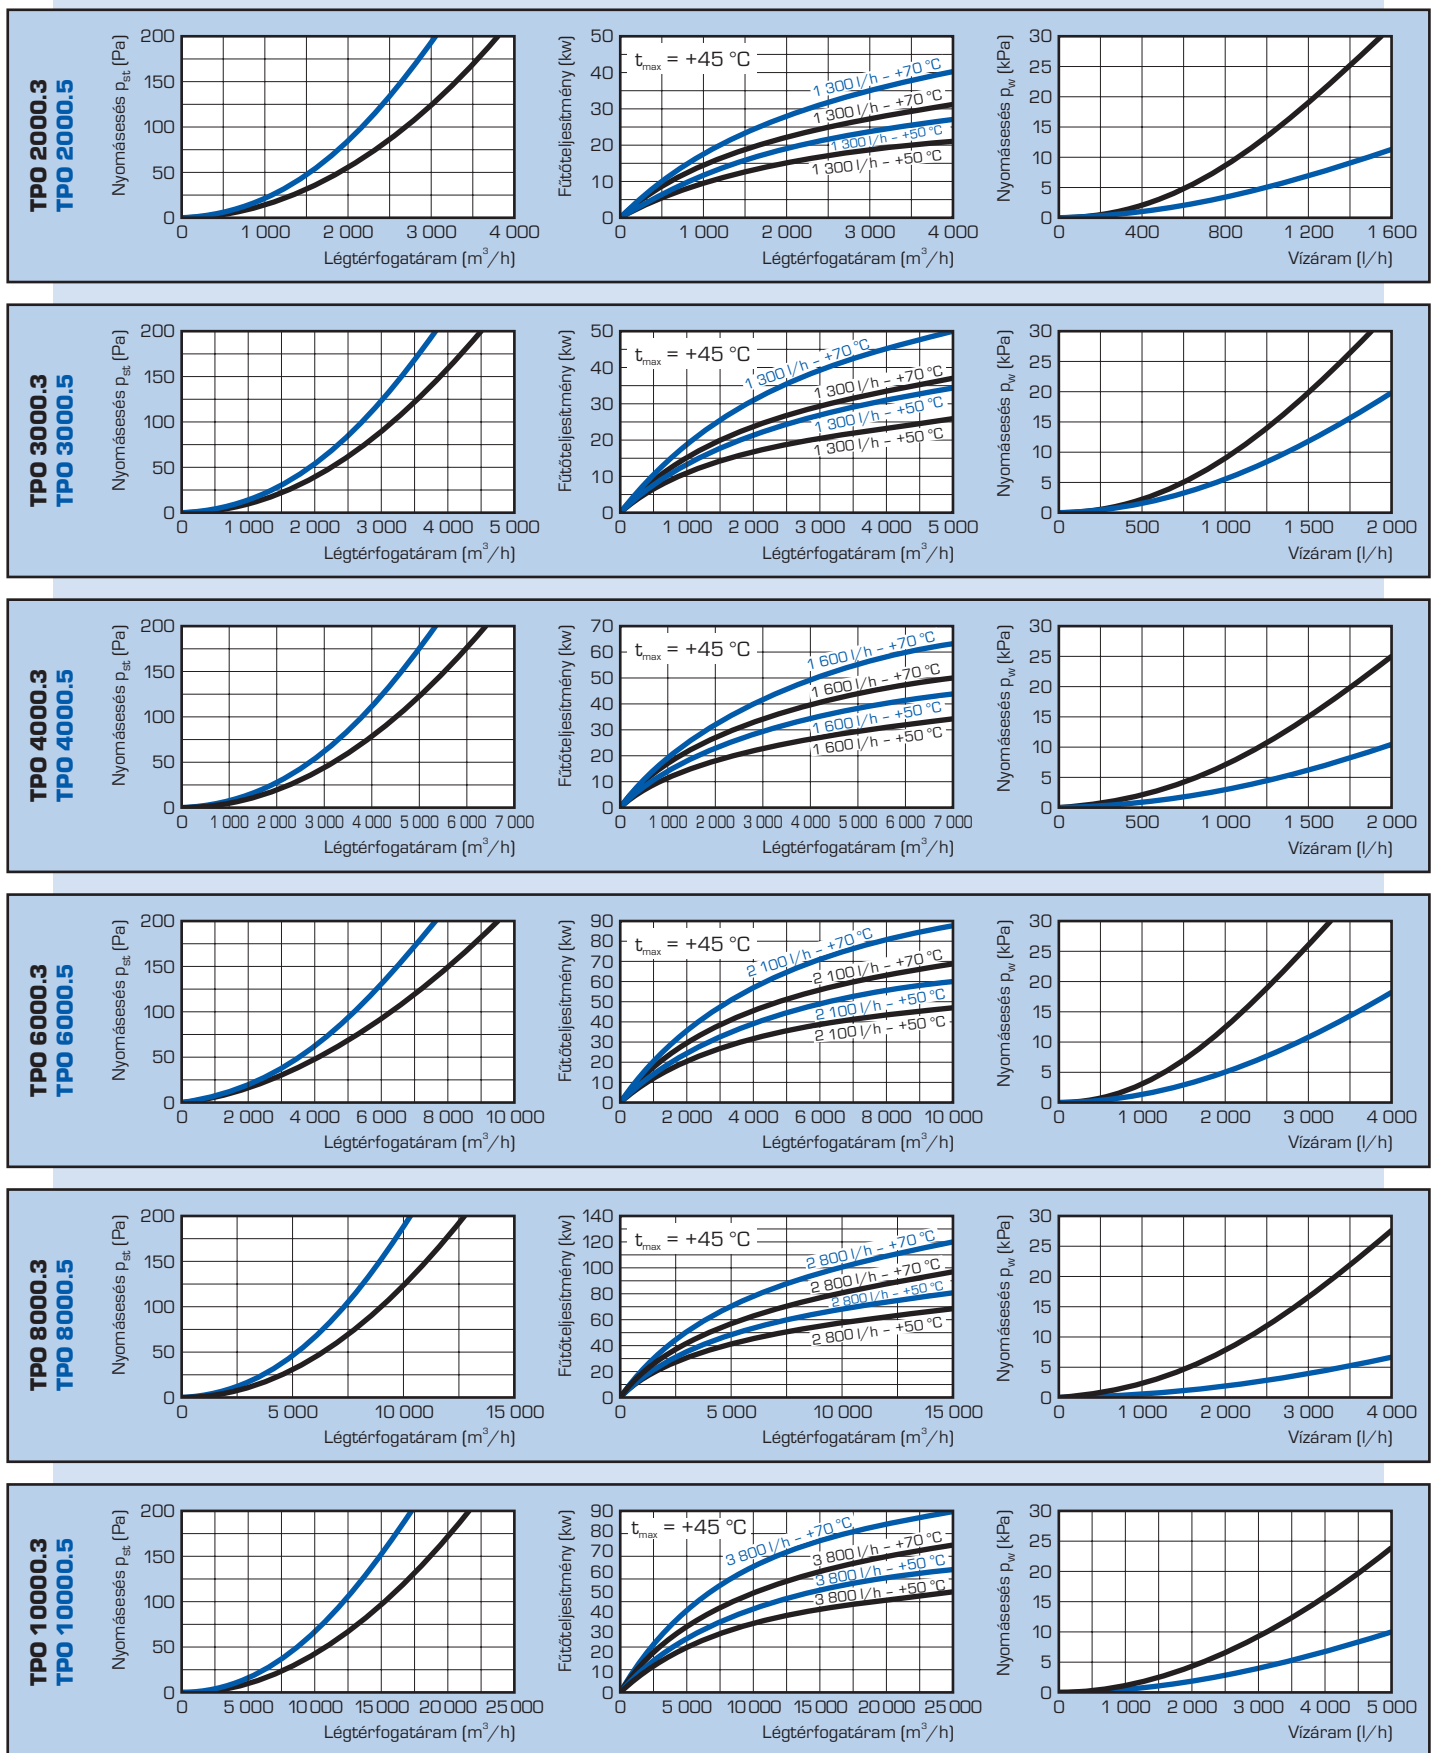 TPO 2000.3
TPO 2000.5
Nyomásesés p_st (Pa)
200
150
100
50
0
0 1 000 2 000 3 000 4 000
Légtérfogatáram (m³/h)
Fűtőteljesítmény (kw)
50
40
30
20
10
0
t_max = +45 °C
1 300 l/h – +70 °C
1 300 l/h – +70 °C
1 300 l/h – +50 °C
1 300 l/h – +50 °C
0 1 000 2 000 3 000 4 000
Légtérfogatáram (m³/h)
Nyomásesés p_w (kPa)
30
25
20
15
10
5
0
0 400 800 1 200 1 600
Vízáram (l/h)
TPO 3000.3
TPO 3000.5
Nyomásesés p_st (Pa)
200
150
100
50
0
0 1 000 2 000 3 000 4 000 5 000
Légtérfogatáram (m³/h)
Fűtőteljesítmény (kw)
50
40
30
20
10
0
t_max = +45 °C
1 300 l/h – +70 °C
1 300 l/h – +70 °C
1 300 l/h – +50 °C
1 300 l/h – +50 °C
0 1 000 2 000 3 000 4 000 5 000
Légtérfogatáram (m³/h)
Nyomásesés p_w (kPa)
30
25
20
15
10
5
0
0 500 1 000 1 500 2 000
Vízáram (l/h)
TPO 4000.3
TPO 4000.5
Nyomásesés p_st (Pa)
200
150
100
50
0
0 1 000 2 000 3 000 4 000 5 000 6 000 7 000
Légtérfogatáram (m³/h)
Fűtőteljesítmény (kw)
70
60
50
40
30
20
10
0
t_max = +45 °C
1 600 l/h – +70 °C
1 600 l/h – +70 °C
1 600 l/h – +50 °C
1 600 l/h – +50 °C
0 1 000 2 000 3 000 4 000 5 000 6 000 7 000
Légtérfogatáram (m³/h)
Nyomásesés p_w (kPa)
30
25
20
15
10
5
0
0 500 1 000 1 500 2 000
Vízáram (l/h)
TPO 6000.3
TPO 6000.5
Nyomásesés p_st (Pa)
200
150
100
50
0
0 2 000 4 000 6 000 8 000 10 000
Légtérfogatáram (m³/h)
Fűtőteljesítmény (kw)
90
80
70
60
50
40
30
20
10
0
t_max = +45 °C
2 100 l/h – +70 °C
2 100 l/h – +70 °C
2 100 l/h – +50 °C
2 100 l/h – +50 °C
0 2 000 4 000 6 000 8 000 10 000
Légtérfogatáram (m³/h)
Nyomásesés p_w (kPa)
30
25
20
15
10
5
0
0 1 000 2 000 3 000 4 000
Vízáram (l/h)
TPO 8000.3
TPO 8000.5
Nyomásesés p_st (Pa)
200
150
100
50
0
0 5 000 10 000 15 000
Légtérfogatáram (m³/h)
Fűtőteljesítmény (kw)
140
120
100
80
60
40
20
0
t_max = +45 °C
2 800 l/h – +70 °C
2 800 l/h – +70 °C
2 800 l/h – +50 °C
2 800 l/h – +50 °C
0 5 000 10 000 15 000
Légtérfogatáram (m³/h)
Nyomásesés p_w (kPa)
30
25
20
15
10
5
0
0 1 000 2 000 3 000 4 000
Vízáram (l/h)
TPO 10000.3
TPO 10000.5
Nyomásesés p_st (Pa)
200
150
100
50
0
0 5 000 10 000 15 000 20 000 25 000
Légtérfogatáram (m³/h)
Fűtőteljesítmény (kw)
90
80
70
60
50
40
30
20
10
0
t_max = +45 °C
3 800 l/h – +70 °C
3 800 l/h – +70 °C
3 800 l/h – +50 °C
3 800 l/h – +50 °C
0 5 000 10 000 15 000 20 000 25 000
Légtérfogatáram (m³/h)
Nyomásesés p_w (kPa)
30
25
20
15
10
5
0
0 1 000 2 000 3 000 4 000 5 000
Vízáram (l/h)